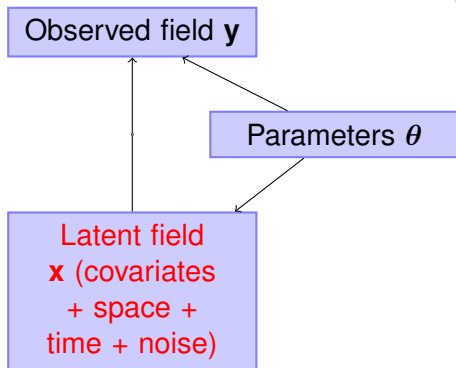 Observed field y
Parameters θ
Latent field
x (covariates
+ space +
time + noise)